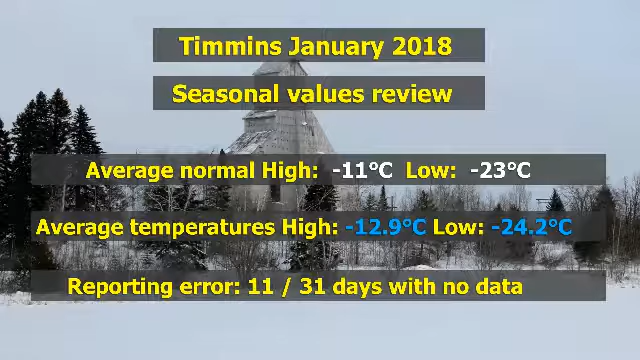 Timmins January 2018
Seasonal values review
Average normal High: -11°C Low: -23°C
Average temperatures High: -12.9°C Low: -24.2°C
Reporting error: 11 / 31 days with no data